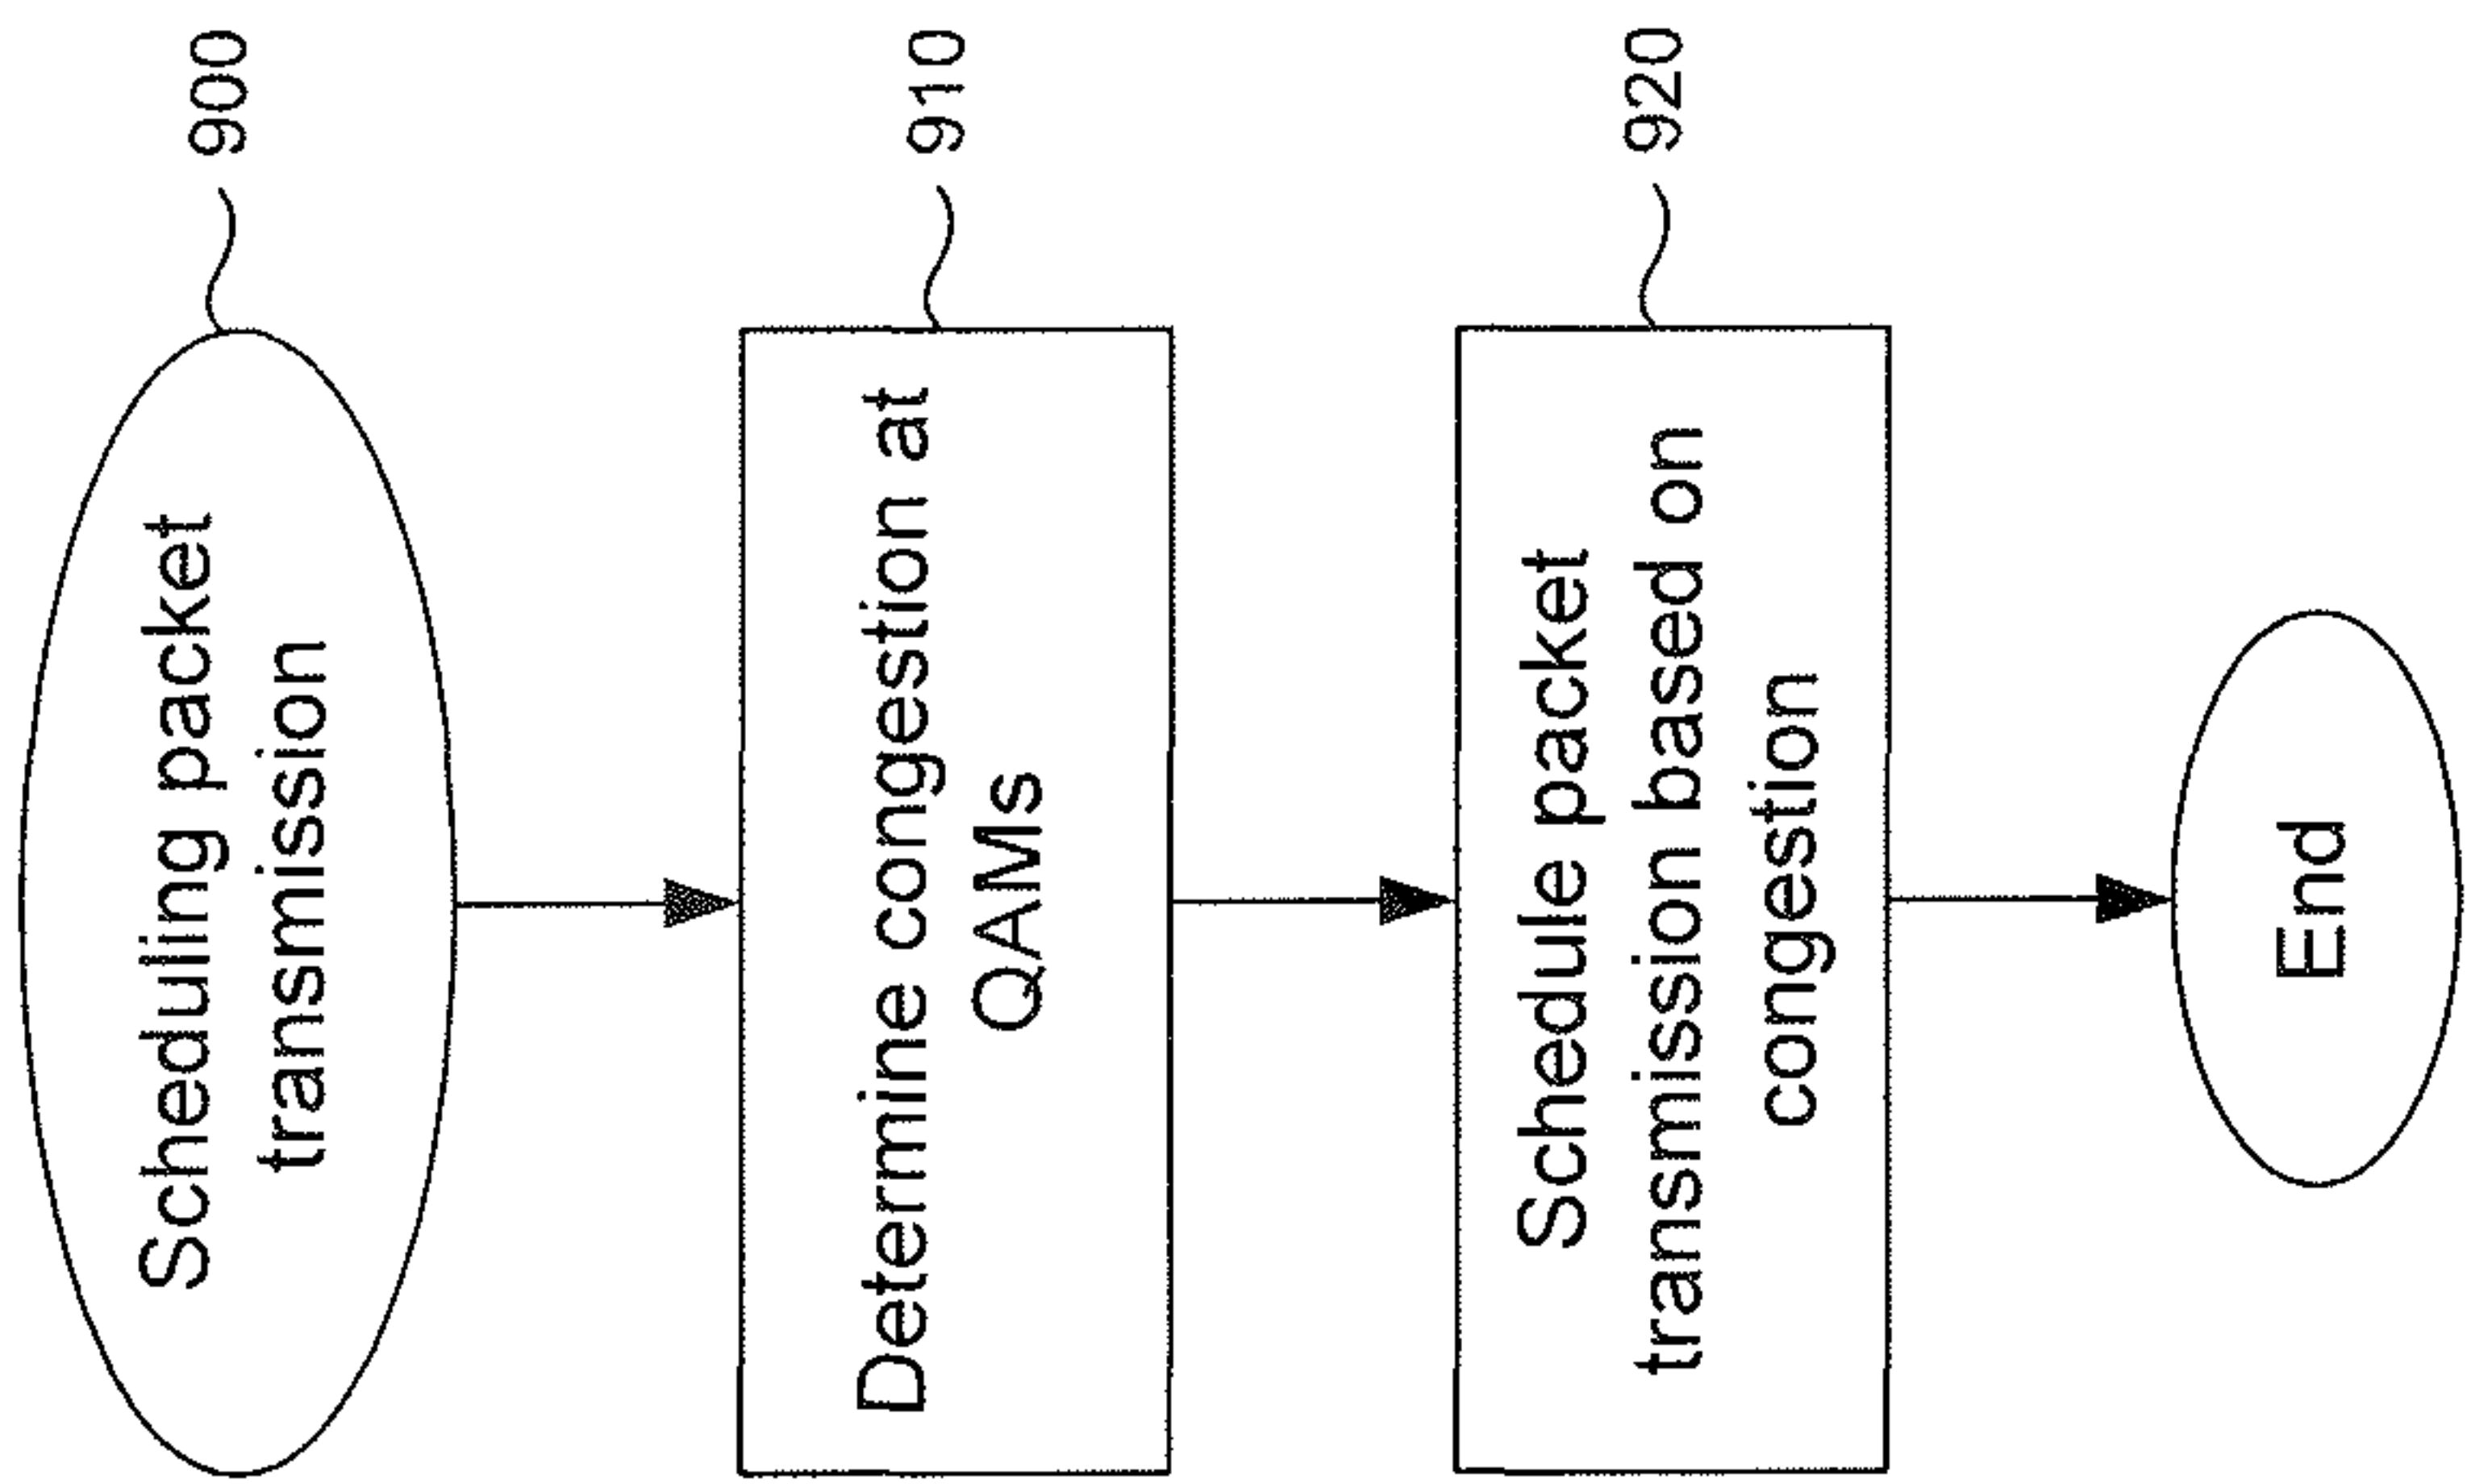 Scheduling packet
transmission
900
Determine congestion at
QAMs
910
Schedule packet
transmission based on
congestion
920
End